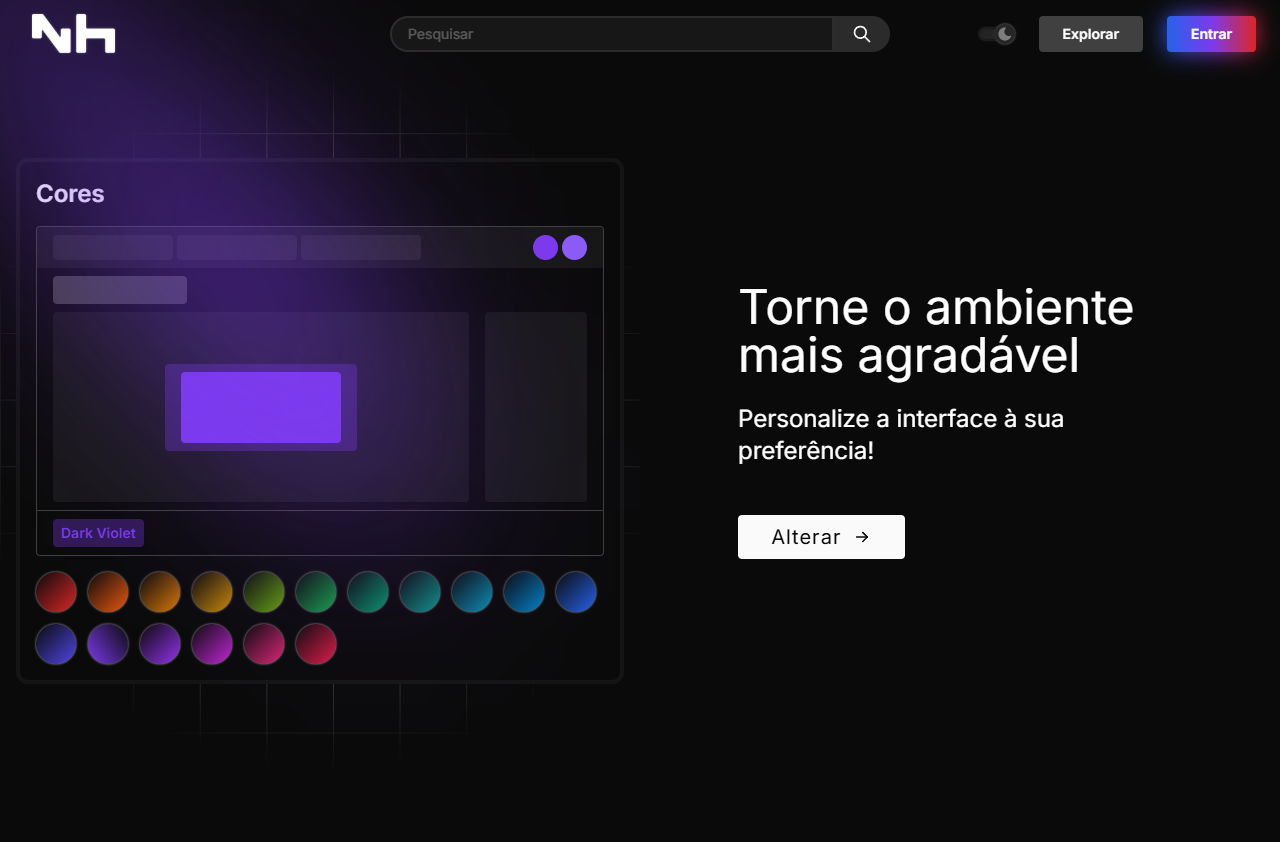 Nh
Pesquisar
Explorar
Entrar
Cores
Dark Violet
Torne o ambiente
mais agradável
Personalize a interface à sua
preferência!
Alterar